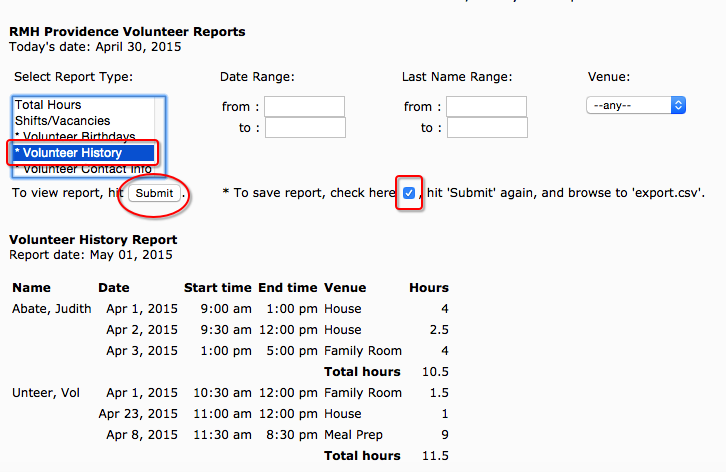 RMH Providence Volunteer Reports
Today's date: April 30, 2015
Select Report Type: Date Range: Last Name Range: Venue:
Total Hours
Shifts/Vacancies
* Volunteer Birthdays
* Volunteer History
* Volunteer Contact Info
from : from : --any--
to : to :
To view report, hit Submit . * To save report, check here , hit 'Submit' again, and browse to 'export.csv'.
Volunteer History Report
Report date: May 01, 2015
Name Date Start time End time Venue Hours
Abate, Judith Apr 1, 2015 9:00 am 1:00 pm House 4
Apr 2, 2015 9:30 am 12:00 pm House 2.5
Apr 3, 2015 1:00 pm 5:00 pm Family Room 4
Total hours 10.5
Unteer, Vol Apr 1, 2015 10:30 am 12:00 pm Family Room 1.5
Apr 23, 2015 11:00 am 12:00 pm House 1
Apr 8, 2015 11:30 am 8:30 pm Meal Prep 9
Total hours 11.5